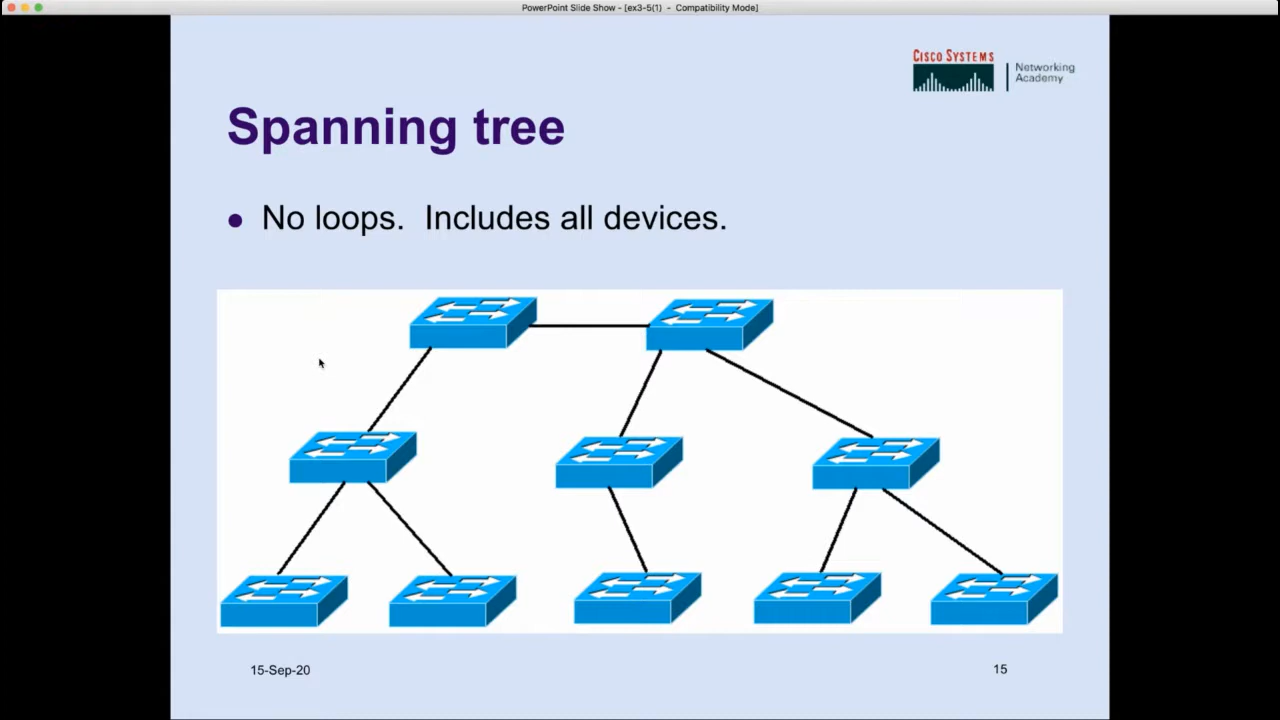 PowerPoint Slide Show - [ex3-5(1) - Compatibility Mode]
CISCO SYSTEMS
Networking
Academy
Spanning tree
No loops. Includes all devices.
15-Sep-20
15